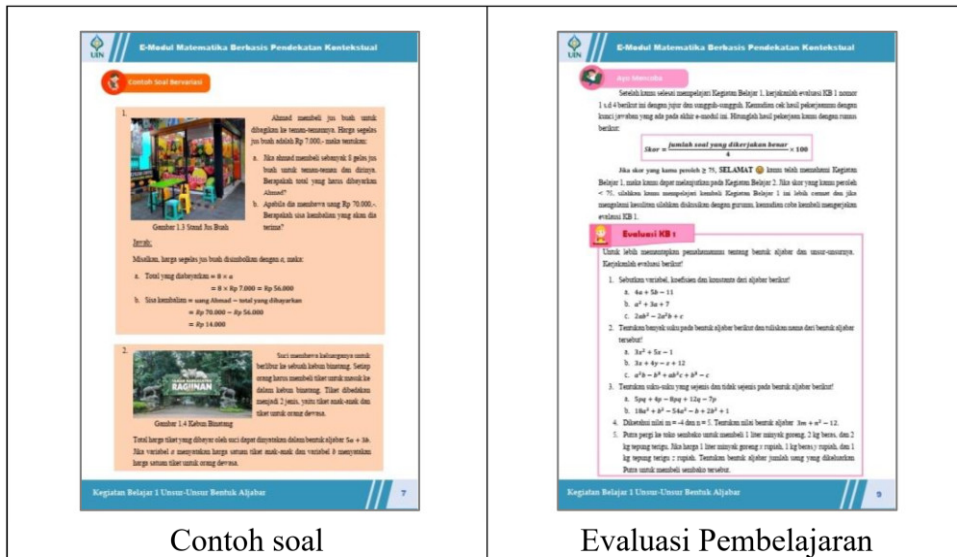 UIN
E-Modul Matematika Berbasis Pendekatan Kontekstual
Contoh Soal Bervariasi
1.
Ahmad membeli jus buah untuk
dibagikan ke teman-temannya. Harga segelas
jus buah adalah Rp 7.000,- maka tentukan:
a. Jika ahmad membeli sebanyak 8 gelas jus
buah untuk teman-teman dan dirinya.
Berapakah total yang harus dibayarkan
Ahmad?
b. Apabila dia membawa uang Rp 70.000,-.
Berapakah sisa kembalian yang akan dia
terima?
Gambar 1.3 Stand Jus Buah
Jawab:
Misalkan, harga segelas jus buah disimbolkan dengan a, maka:
a. Total yang dibayarkan = 8 × a
= 8 × Rp 7.000 = Rp 56.000
b. Sisa kembalian = uang Ahmad − total yang dibayarkan
= Rp 70.000 − Rp 56.000
= Rp 14.000
2.
RAGUNAN
Suci membawa keluarganya untuk
berlibur ke sebuah kebun binatang. Setiap
orang harus membeli tiket untuk masuk ke
dalam kebun binatang. Tiket dibedakan
menjadi 2 jenis, yaitu tiket anak-anak dan
tiket untuk orang dewasa.
Gambar 1.4 Kebun Binatang
Total harga tiket yang dibayar oleh suci dapat dinyatakan dalam bentuk aljabar 5a + 3b.
Jika variabel a menyatakan harga satuan tiket anak-anak dan variabel b menyatakan
harga satuan tiket untuk orang dewasa.
Kegiatan Belajar 1 Unsur-Unsur Bentuk Aljabar
7
Contoh soal
UIN
E-Modul Matematika Berbasis Pendekatan Kontekstual
Ayo Mencoba
Setelah kamu selesai mempelajari Kegiatan Belajar 1, kerjakanlah evaluasi KB 1 nomor
1 s.d 4 berikut ini dengan jujur dan sungguh-sungguh. Kemudian cek hasil pekerjaanmu dengan
kunci jawaban yang ada pada akhir e-modul ini. Hitunglah hasil pekerjaan kamu dengan rumus
berikut:
Skor = jumlah soal yang dikerjakan benar / 4 × 100
Jika skor yang kamu peroleh ≥ 75, SELAMAT 😊 kamu telah memahami Kegiatan
Belajar 1, maka kamu dapat melanjutkan pada Kegiatan Belajar 2. Jika skor yang kamu peroleh
< 75, silahkan kamu mempelajari kembali Kegiatan Belajar 1 ini lebih cermat dan jika
mengalami kesulitan silahkan diskusikan dengan gurumu, kemudian coba kembali mengerjakan
evaluasi KB 1.
Evaluasi KB 1
Untuk lebih memantapkan pemahamanmu tentang bentuk aljabar dan unsur-unsurnya.
Kerjakanlah evaluasi berikut!
1. Sebutkan variabel, koefisien dan konstanta dari aljabar berikut!
a. 4a + 5b − 11
b. a² + 3a + 7
c. 2ab² − 2a²b + c
2. Tentukan banyak suku pada bentuk aljabar berikut dan tuliskan nama dari bentuk aljabar
tersebut!
a. 3x² + 5x − 1
b. 3x + 4y − z + 12
3. Tentukan suku-suku yang sejenis dan tidak sejenis pada bentuk aljabar berikut!
a. 5pq + 4p − 8pq + 12q − 7p
b. 18a² + b² − 54a² − b + 2b² + 1
4. Diketahui nilai m = -4 dan n = 5. Tentukan nilai bentuk aljabar 3m + n² − 12.
5. Putra pergi ke toko sembako untuk membeli 1 liter minyak goreng, 2 kg beras, dan 2
kg tepung terigu. Jika harga 1 liter minyak goreng x rupiah, 1 kg beras y rupiah, dan 1
kg tepung terigu z rupiah. Tentukan bentuk aljabar jumlah uang yang dikeluarkan
Putra untuk membeli sembako tersebut.
Kegiatan Belajar 1 Unsur-Unsur Bentuk Aljabar
9
Evaluasi Pembelajaran